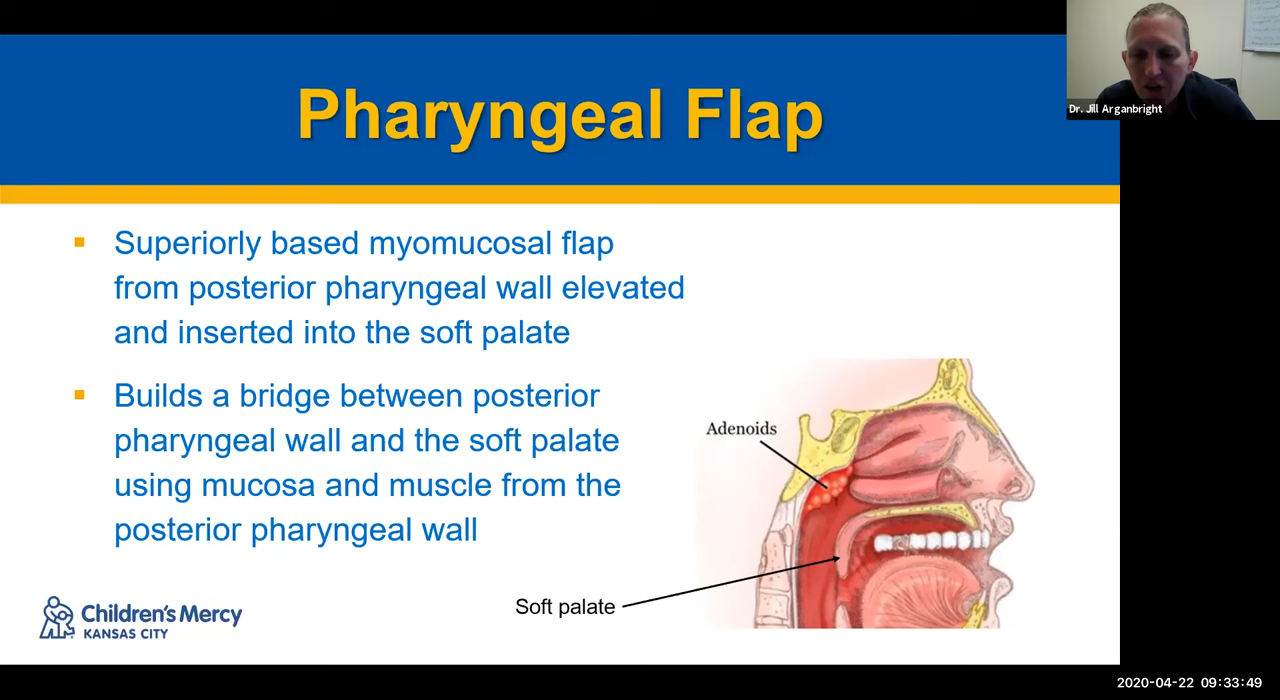 Pharyngeal Flap
Dr. Jill Arganbright
▪ Superiorly based myomucosal flap
from posterior pharyngeal wall elevated
and inserted into the soft palate
▪ Builds a bridge between posterior
pharyngeal wall and the soft palate
using mucosa and muscle from the
posterior pharyngeal wall
Adenoids
Soft palate
Children's Mercy
KANSAS CITY
2020-04-22 09:33:49